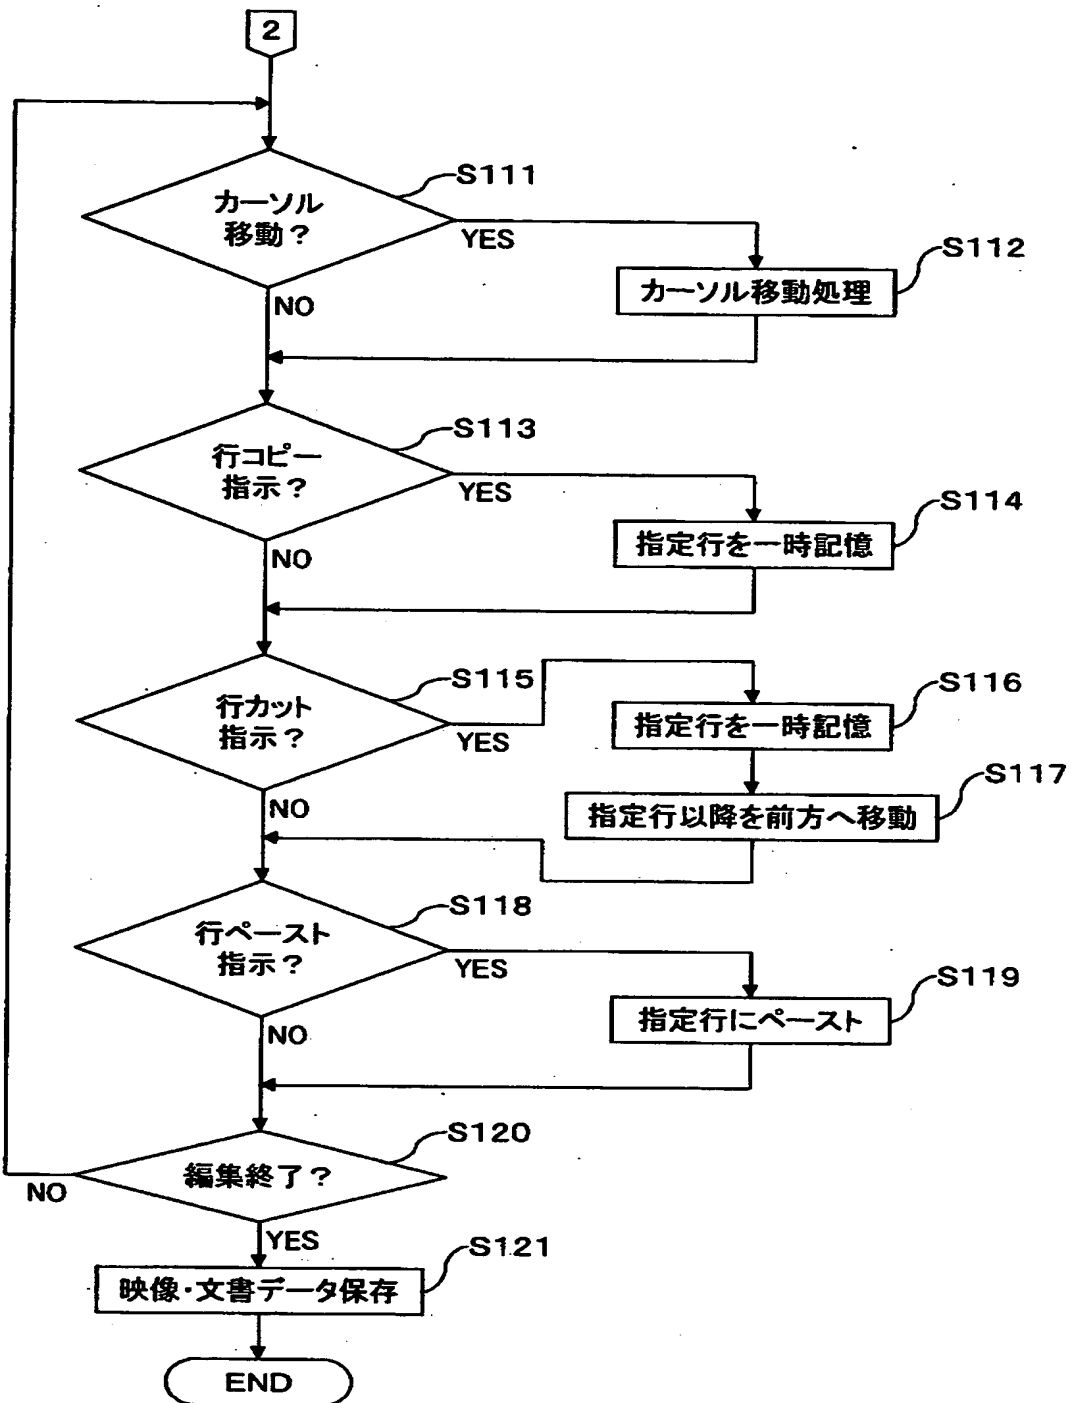 2
S111
カーソル
移動？
YES
S112
カーソル移動処理
NO
S113
行コピー
指示？
YES
S114
指定行を一時記憶
NO
S115
行カット
指示？
YES
S116
指定行を一時記憶
S117
指定行以降を前方へ移動
NO
S118
行ペースト
指示？
YES
S119
指定行にペースト
NO
S120
編集終了？
NO
YES
S121
映像・文書データ保存
END